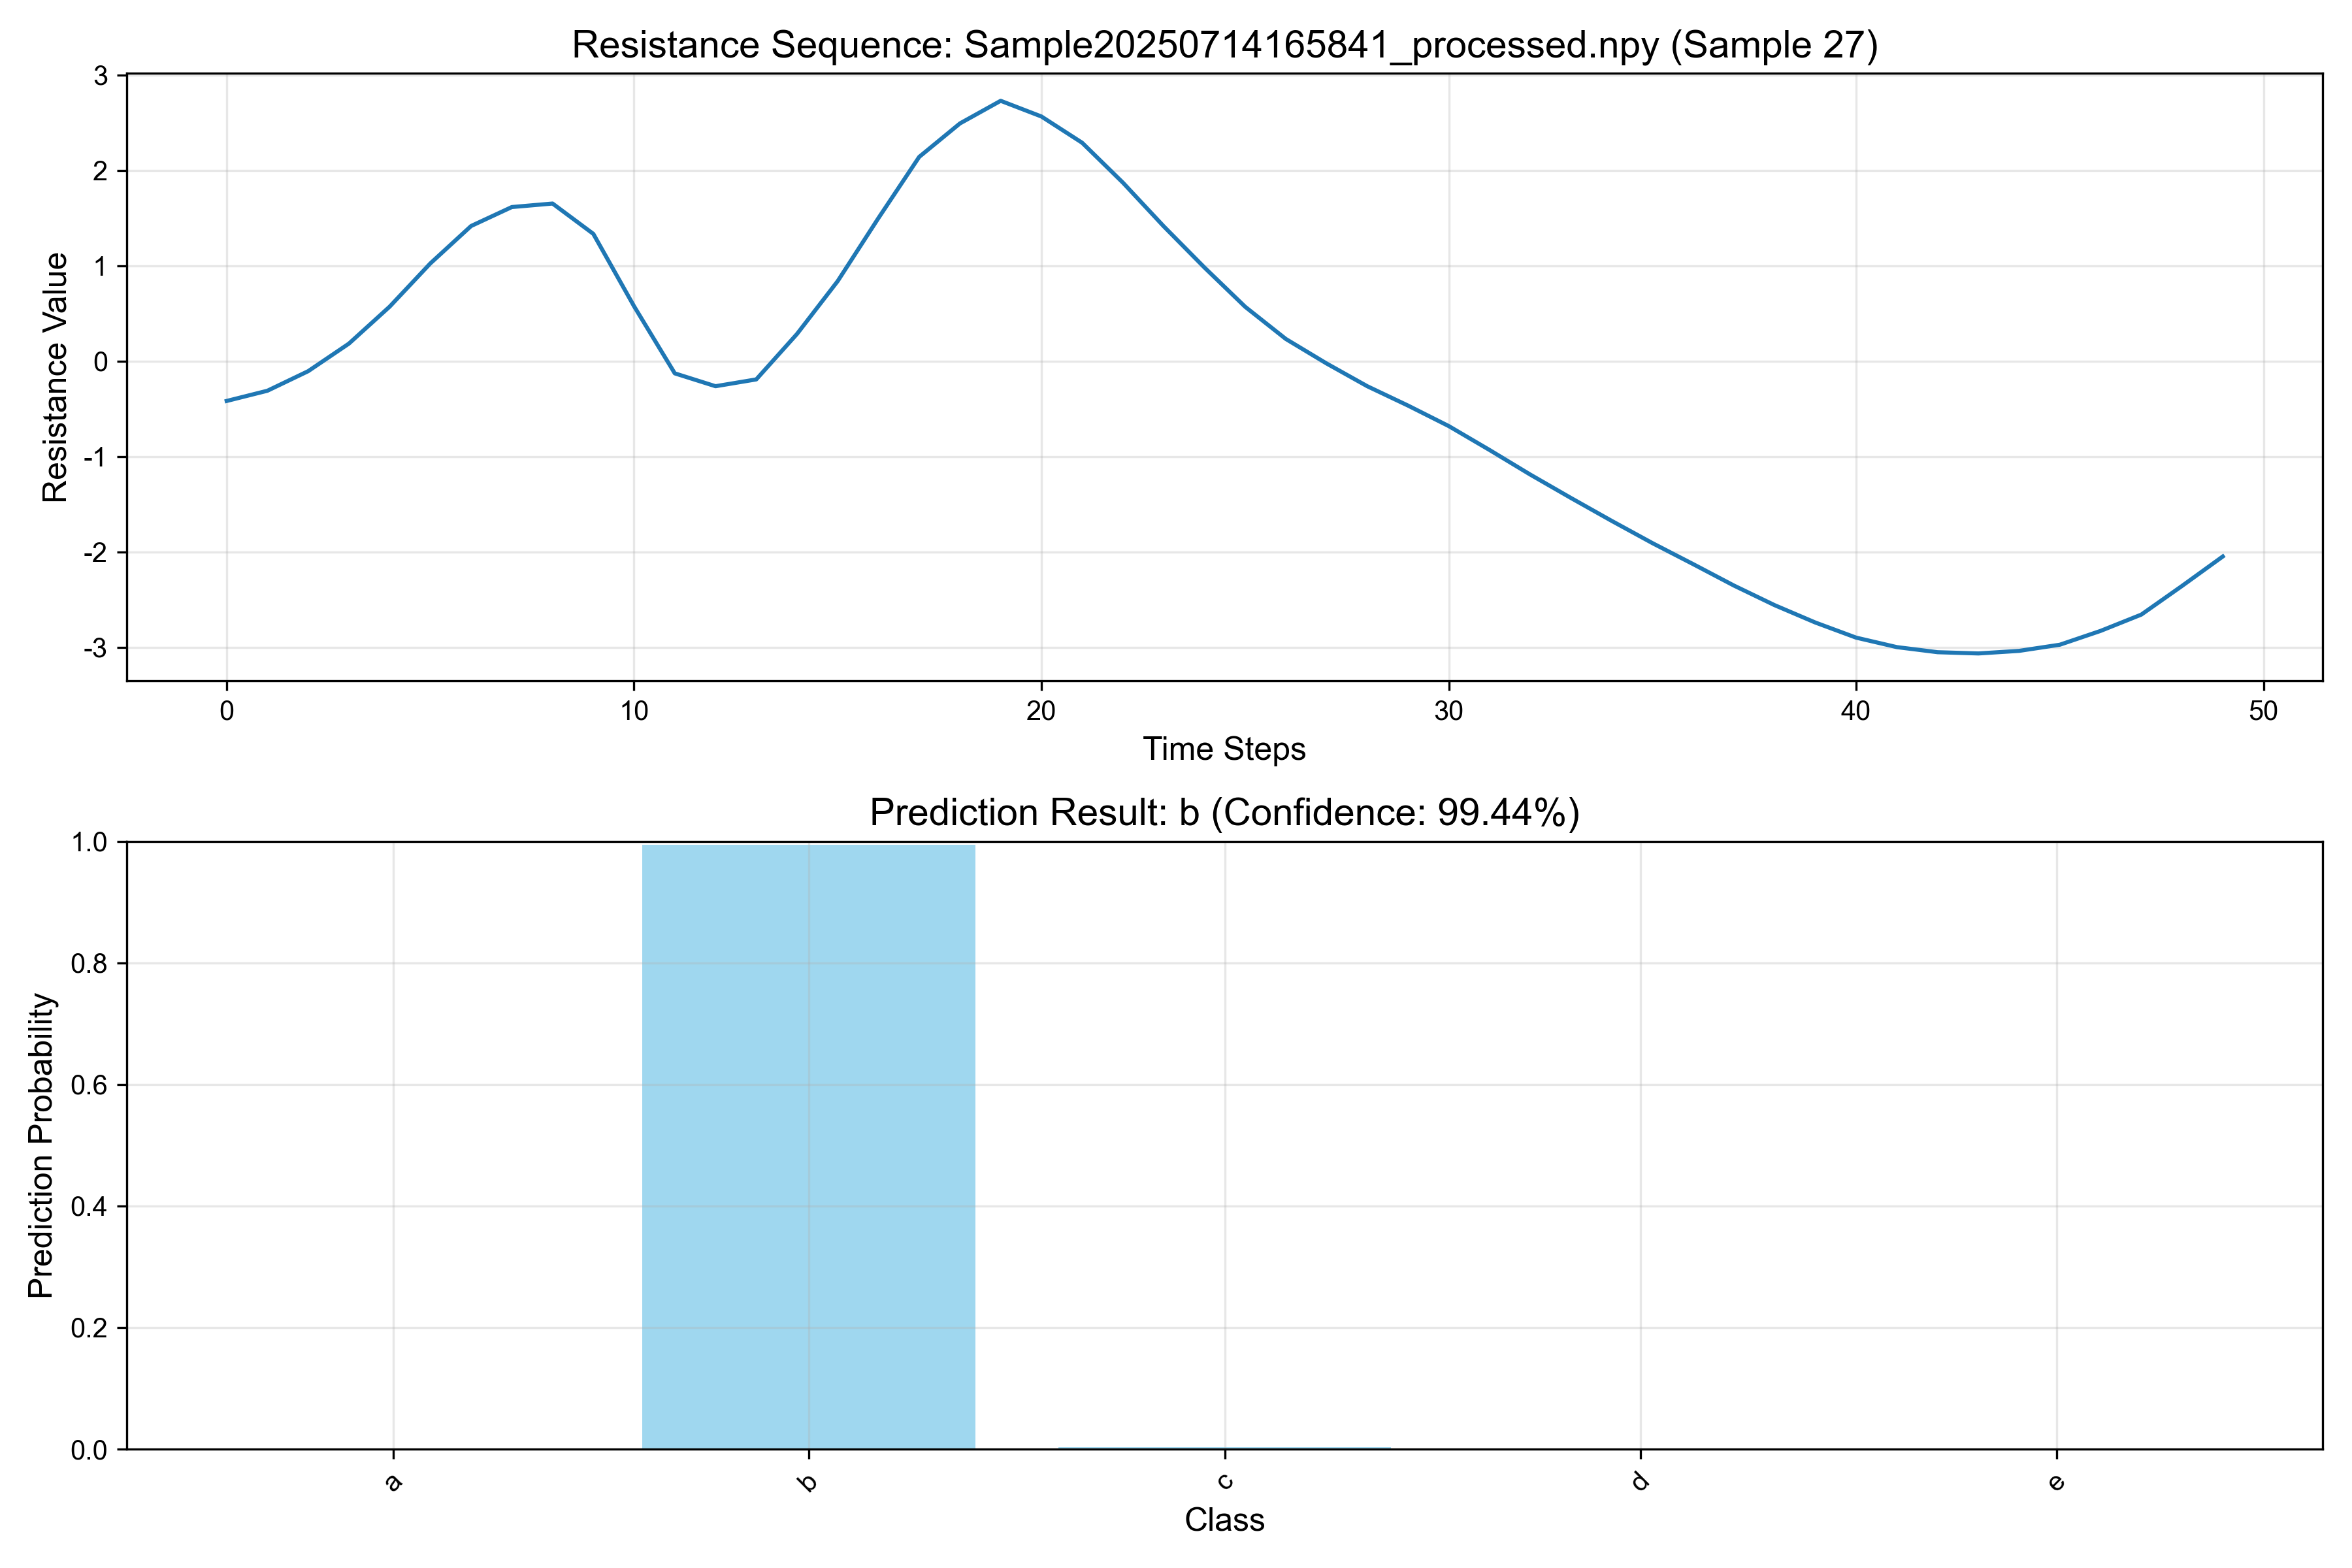 Resistance Sequence: Sample20250714165841_processed.npy (Sample 27)
3
2
1
0
-1
-2
-3
Resistance Value
0 10 20 30 40 50
Time Steps
Prediction Result: b (Confidence: 99.44%)
1.0
0.8
0.6
0.4
0.2
0.0
Prediction Probability
a b c d e
Class